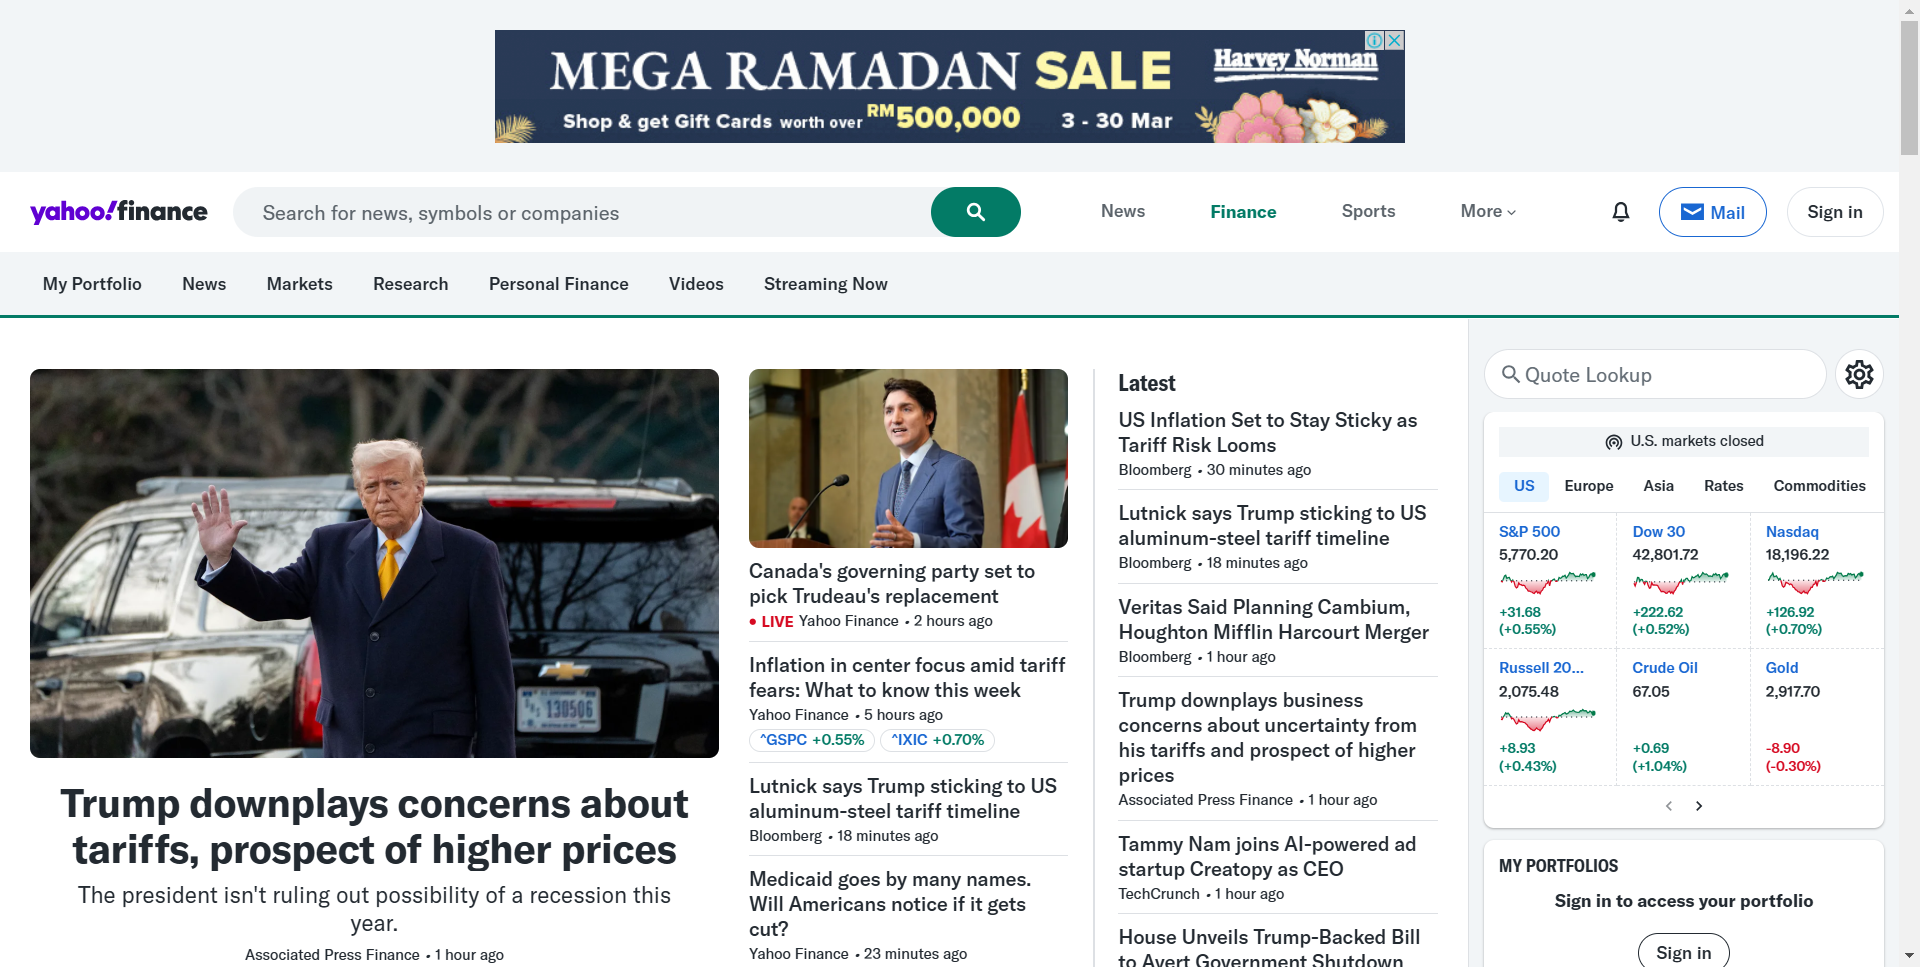 MEGA RAMADAN SALE
Harvey Norman
Shop & get Gift Cards worth over RM500,000 3 - 30 Mar
yahoo!finance
Search for news, symbols or companies
News
Finance
Sports
More
Mail
Sign in
My Portfolio
News
Markets
Research
Personal Finance
Videos
Streaming Now
130506
Trump downplays concerns about
tariffs, prospect of higher prices
The president isn't ruling out possibility of a recession this
year.
Associated Press Finance • 1 hour ago
Canada's governing party set to
pick Trudeau's replacement
• LIVE Yahoo Finance • 2 hours ago
Inflation in center focus amid tariff
fears: What to know this week
Yahoo Finance • 5 hours ago
^GSPC +0.55% ^IXIC +0.70%
Lutnick says Trump sticking to US
aluminum-steel tariff timeline
Bloomberg • 18 minutes ago
Medicaid goes by many names.
Will Americans notice if it gets
cut?
Yahoo Finance • 23 minutes ago
Latest
US Inflation Set to Stay Sticky as
Tariff Risk Looms
Bloomberg • 30 minutes ago
Lutnick says Trump sticking to US
aluminum-steel tariff timeline
Bloomberg • 18 minutes ago
Veritas Said Planning Cambium,
Houghton Mifflin Harcourt Merger
Bloomberg • 1 hour ago
Trump downplays business
concerns about uncertainty from
his tariffs and prospect of higher
prices
Associated Press Finance • 1 hour ago
Tammy Nam joins AI-powered ad
startup Creatopy as CEO
TechCrunch • 1 hour ago
House Unveils Trump-Backed Bill
to Avert Government Shutdown
Quote Lookup
U.S. markets closed
US Europe Asia Rates Commodities
S&P 500
5,770.20
+31.68
(+0.55%)
Dow 30
42,801.72
+222.62
(+0.52%)
Nasdaq
18,196.22
+126.92
(+0.70%)
Russell 20...
2,075.48
+8.93
(+0.43%)
Crude Oil
67.05
+0.69
(+1.04%)
Gold
2,917.70
-8.90
(-0.30%)
MY PORTFOLIOS
Sign in to access your portfolio
Sign in